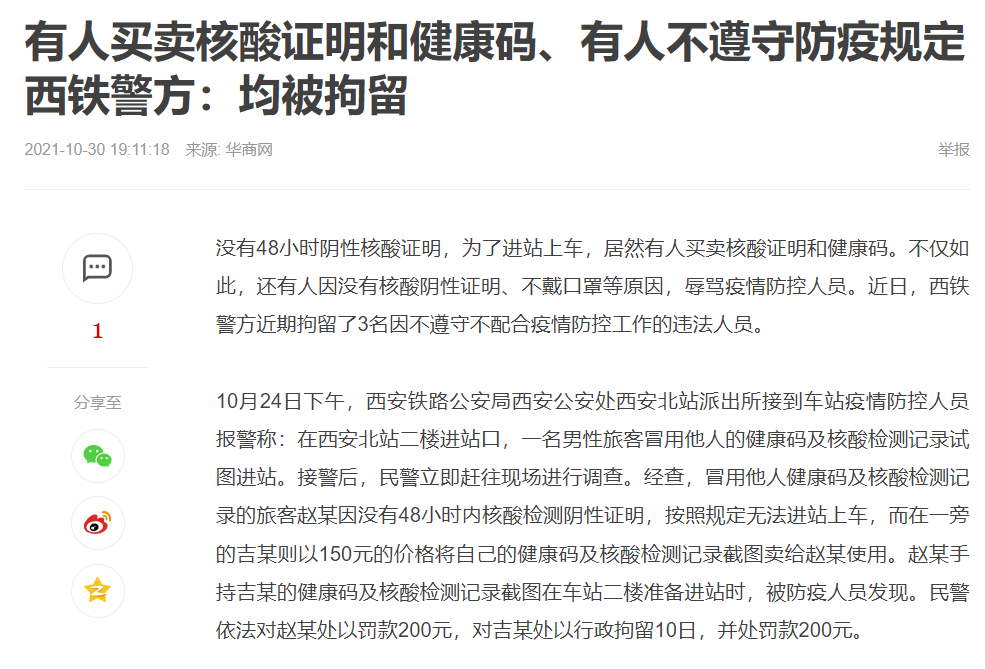 有人买卖核酸证明和健康码、有人不遵守防疫规定
西铁警方：均被拘留
2021-10-30 19:11:18 来源: 华商网
举报
没有48小时阴性核酸证明，为了进站上车，居然有人买卖核酸证明和健康码。不仅如
此，还有人因没有核酸阴性证明、不戴口罩等原因，辱骂疫情防控人员。近日，西铁
警方近期拘留了3名因不遵守不配合疫情防控工作的违法人员。
1
分享至
10月24日下午，西安铁路公安局西安公安处西安北站派出所接到车站疫情防控人员
报警称：在西安北站二楼进站口，一名男性旅客冒用他人的健康码及核酸检测记录试
图进站。接警后，民警立即赶往现场进行调查。经查，冒用他人健康码及核酸检测记
录的旅客赵某因没有48小时内核酸检测阴性证明，按照规定无法进站上车，而在一旁
的吉某则以150元的价格将自己的健康码及核酸检测记录截图卖给赵某使用。赵某手
持吉某的健康码及核酸检测记录截图在车站二楼准备进站时，被防疫人员发现。民警
依法对赵某处以罚款200元，对吉某处以行政拘留10日，并处罚款200元。